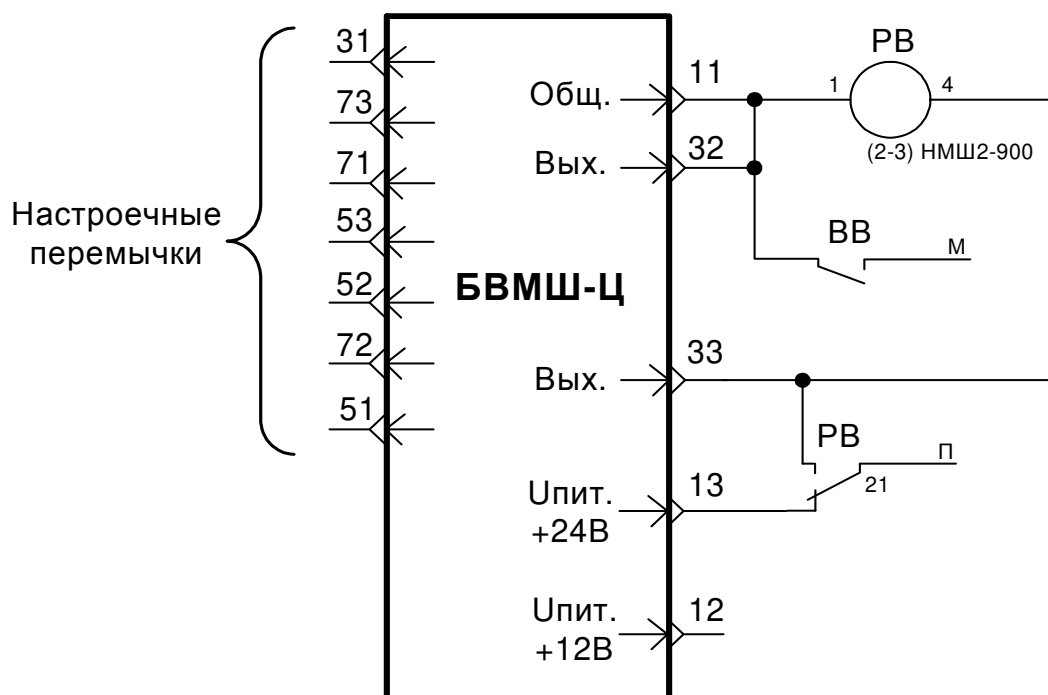 31
73
71
53
52
72
51
Настроечные
перемычки
БВМШ-Ц
Общ.
11
Вых.
32
РВ
1
4
(2-3) НМШ2-900
ВВ
М
Вых.
33
РВ
П
21
Uпит.
+24В
13
Uпит.
+12В
12